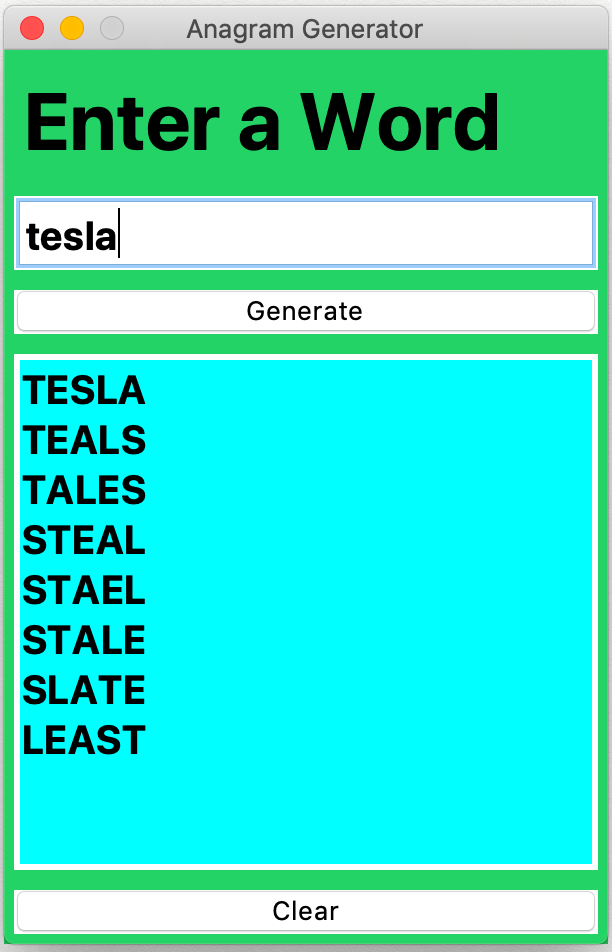 Anagram Generator
Enter a Word
tesla
Generate
TESLA
TEALS
TALES
STEAL
STAEL
STALE
SLATE
LEAST
Clear